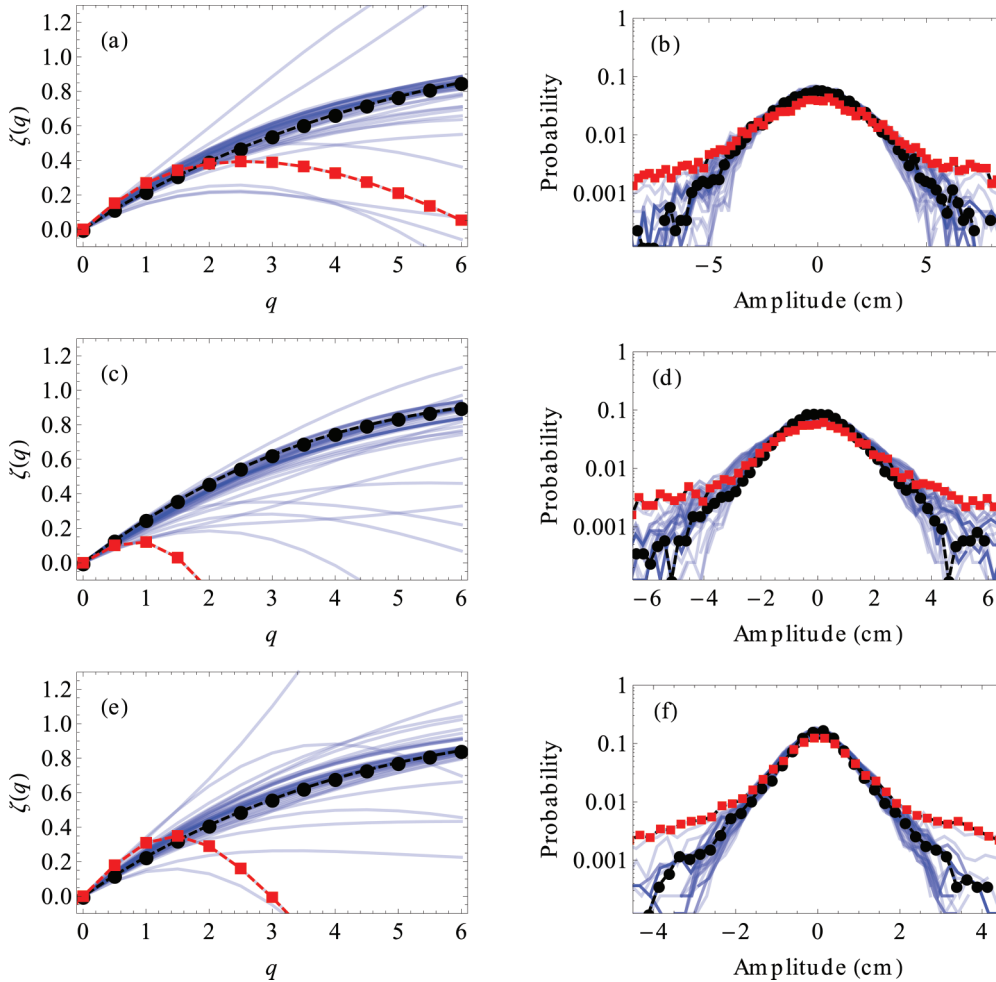 (a)
ζ(q)
1.2
1.0
0.8
0.6
0.4
0.2
0.0
0 1 2 3 4 5 6
q
(b)
Probability
1
0.1
0.01
0.001
−5 0 5
Amplitude (cm)
(c)
ζ(q)
1.2
1.0
0.8
0.6
0.4
0.2
0.0
0 1 2 3 4 5 6
q
(d)
Probability
1
0.1
0.01
0.001
−6 −4 −2 0 2 4 6
Amplitude (cm)
(e)
ζ(q)
1.2
1.0
0.8
0.6
0.4
0.2
0.0
0 1 2 3 4 5 6
q
(f)
Probability
1
0.1
0.01
0.001
−4 −2 0 2 4
Amplitude (cm)